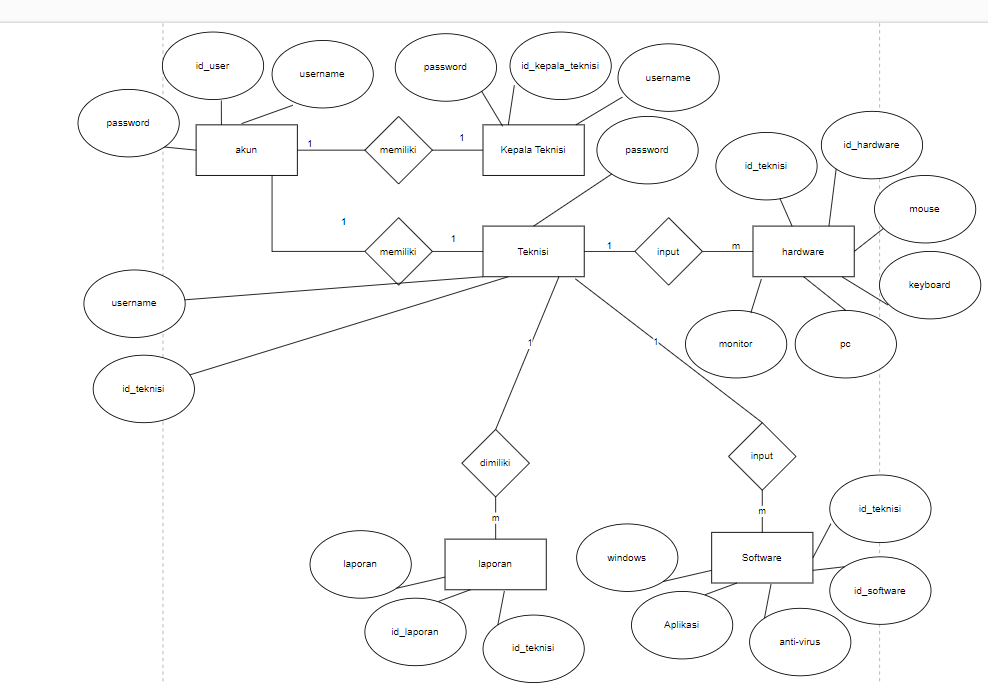 id_user
username
password
id_kepala_teknisi
username
password
akun
1
memiliki
1
Kepala Teknisi
password
id_teknisi
id_hardware
mouse
1
memiliki
1
Teknisi
1
input
m
hardware
keyboard
username
id_teknisi
1
1
monitor
pc
dimiliki
input
m
m
id_teknisi
laporan
laporan
windows
Software
id_software
id_laporan
id_teknisi
Aplikasi
anti-virus